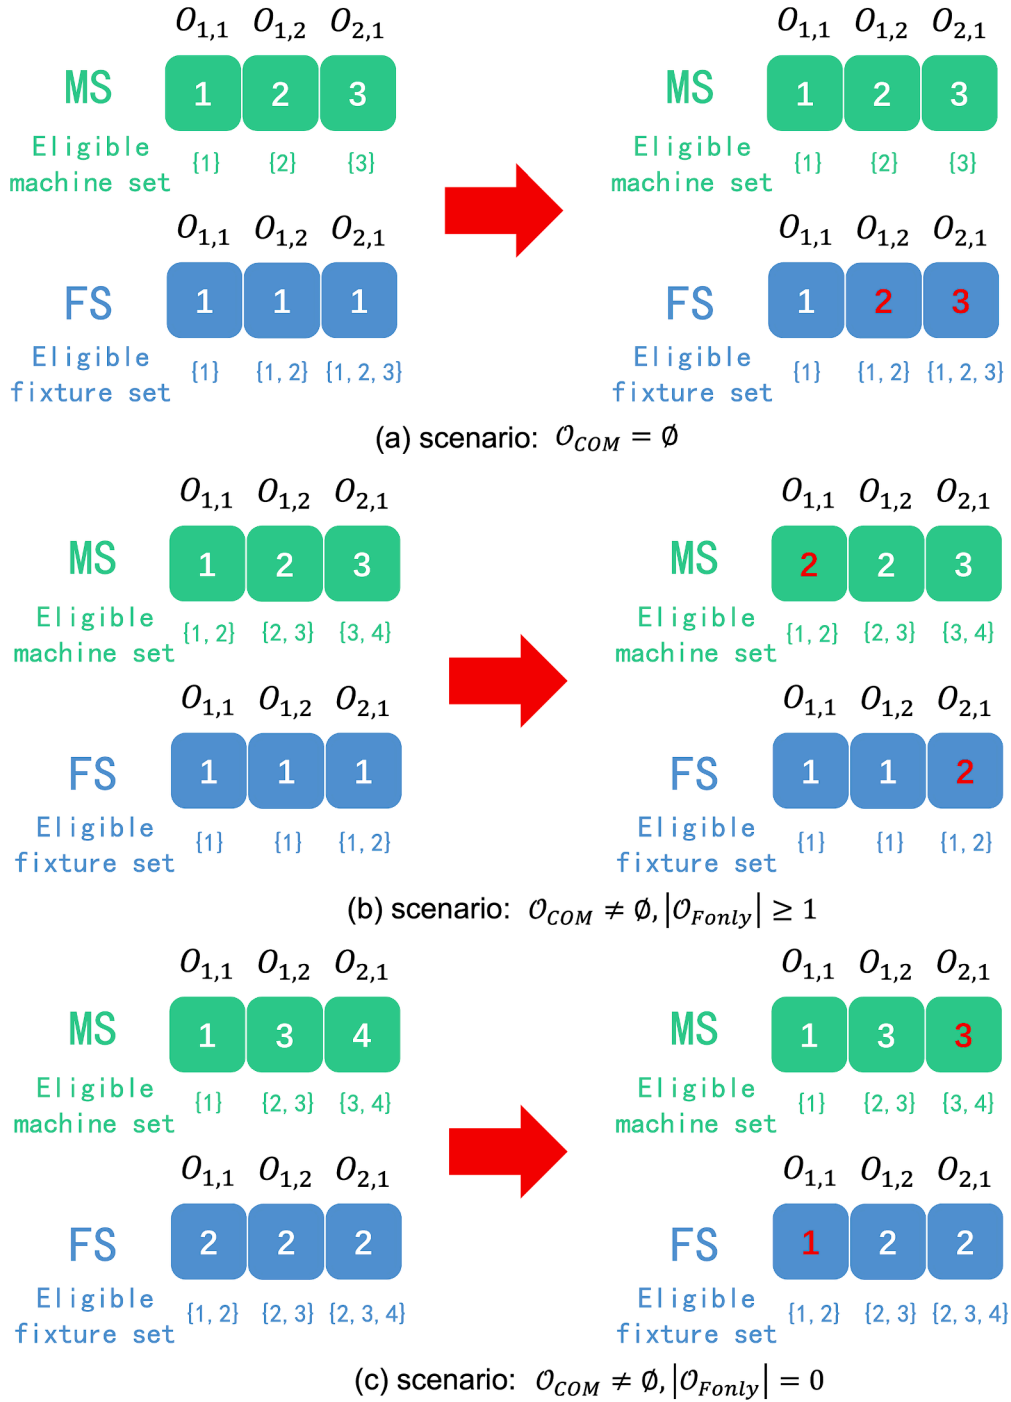 O1,1 O1,2 O2,1 O1,1 O1,2 O2,1
MS 1 2 3 MS 1 2 3
Eligible machine set {1} {2} {3} Eligible machine set {1} {2} {3}
O1,1 O1,2 O2,1 O1,1 O1,2 O2,1
FS 1 1 1 FS 1 2 3
Eligible fixture set {1} {1, 2} {1, 2, 3} Eligible fixture set {1} {1, 2} {1, 2, 3}
(a) scenario: 𝒪COM = ∅
O1,1 O1,2 O2,1 O1,1 O1,2 O2,1
MS 1 2 3 MS 2 2 3
Eligible machine set {1, 2} {2, 3} {3, 4} Eligible machine set {1, 2} {2, 3} {3, 4}
O1,1 O1,2 O2,1 O1,1 O1,2 O2,1
FS 1 1 1 FS 1 1 2
Eligible fixture set {1} {1} {1, 2} Eligible fixture set {1} {1} {1, 2}
(b) scenario: 𝒪COM ≠ ∅, |𝒪Fonly| ≥ 1
O1,1 O1,2 O2,1 O1,1 O1,2 O2,1
MS 1 3 4 MS 1 3 3
Eligible machine set {1} {2, 3} {3, 4} Eligible machine set {1} {2, 3} {3, 4}
O1,1 O1,2 O2,1 O1,1 O1,2 O2,1
FS 2 2 2 FS 1 2 2
Eligible fixture set {1, 2} {2, 3} {2, 3, 4} Eligible fixture set {1, 2} {2, 3} {2, 3, 4}
(c) scenario: 𝒪COM ≠ ∅, |𝒪Fonly| = 0